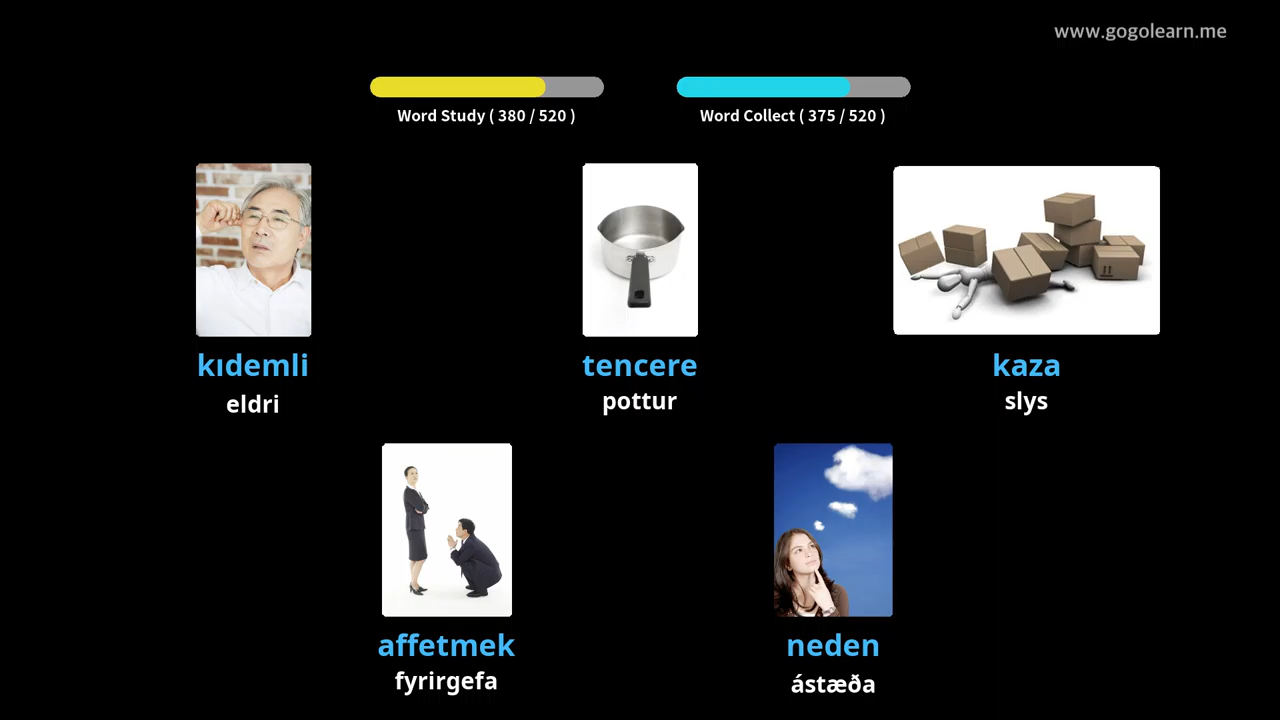 www.gogolearn.me
Word Study ( 380 / 520 )
Word Collect ( 375 / 520 )
kıdemli
eldri
tencere
pottur
kaza
slys
affetmek
fyrirgefa
neden
ástæða